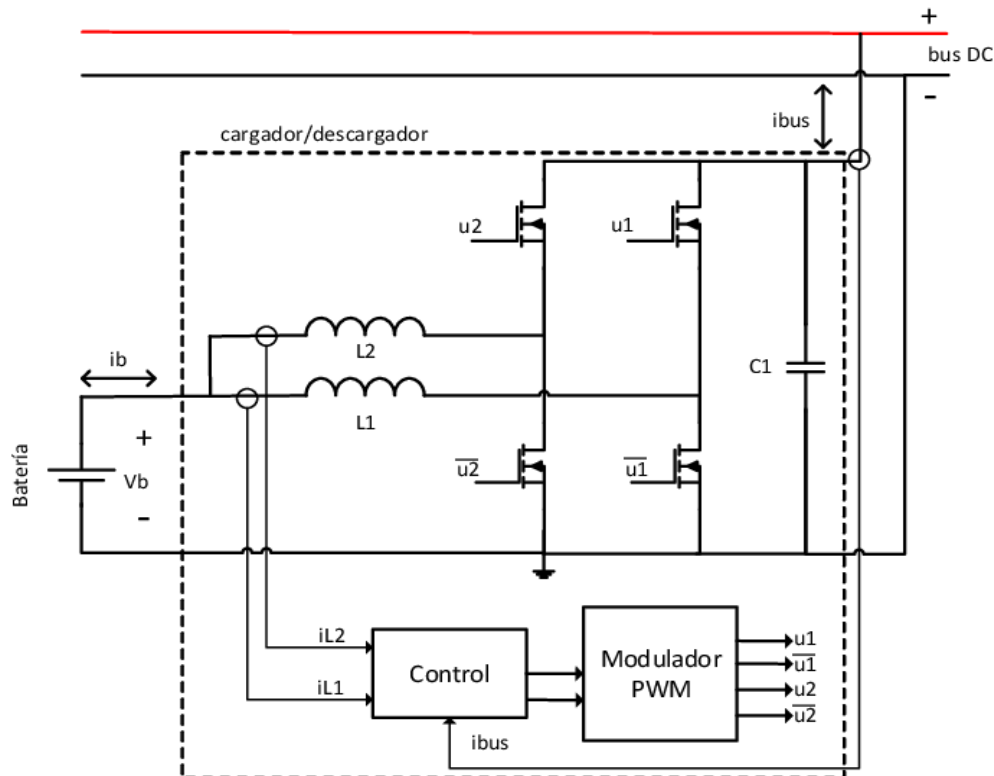 +
bus DC
-
ibus
cargador/descargador
u2
u1
L2
ib
L1
C1
+
Batería
Vb
-
u2̅
u1̅
iL2
iL1
Control
Modulador
PWM
u1
u1̅
u2
u2̅
ibus